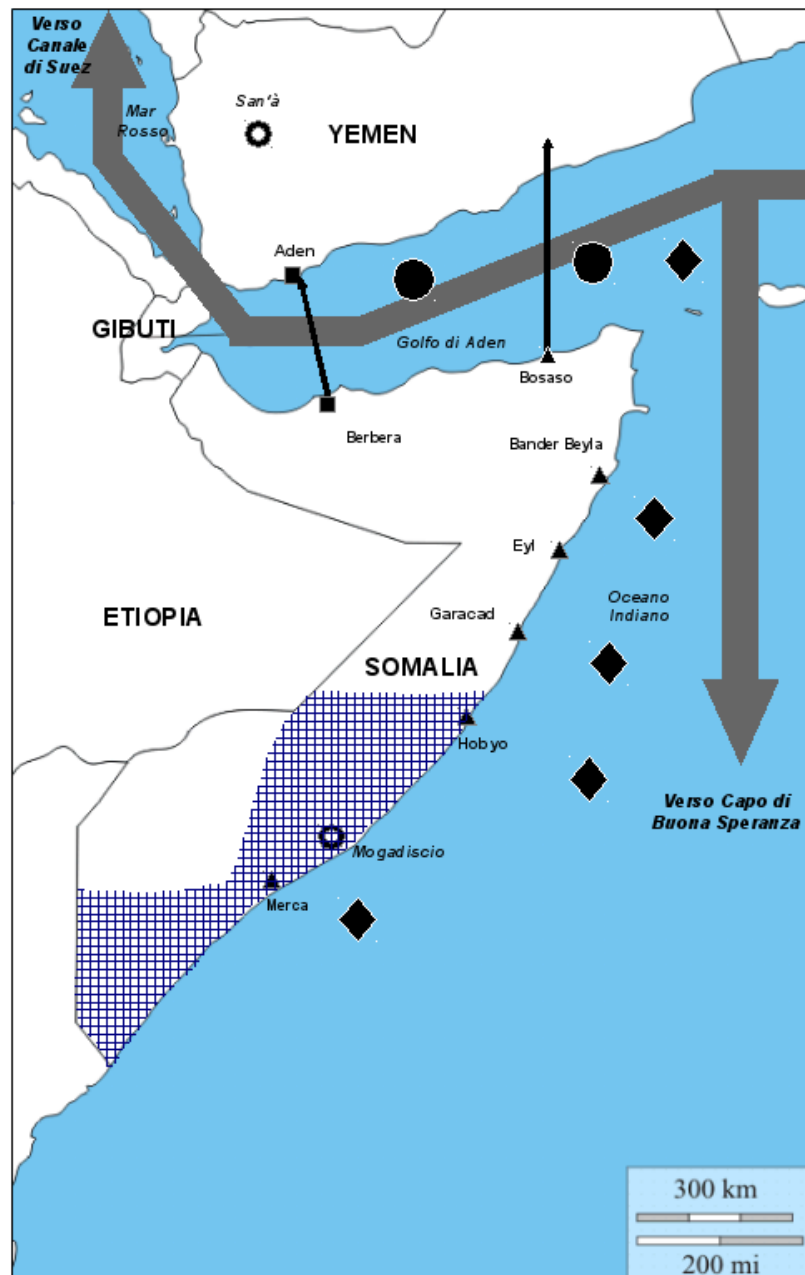 Verso
Canale
di Suez
Mar
Rosso
San'à
YEMEN
Aden
GIBUTI
Golfo di Aden
Bosaso
Berbera
Bander Beyla
Eyl
Oceano
Indiano
ETIOPIA
Garacad
SOMALIA
Hobyo
Verso Capo di
Buona Speranza
Mogadiscio
Merca
300 km
200 mi